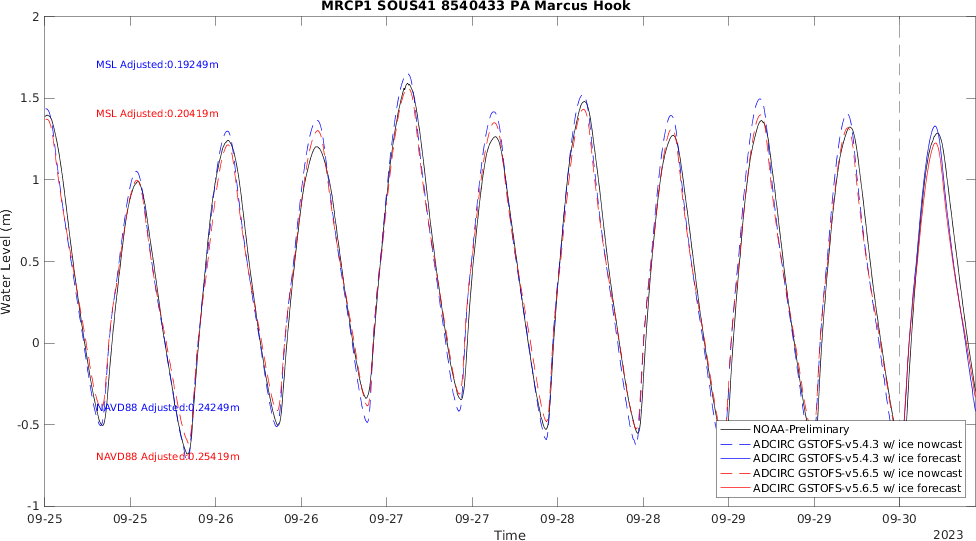 MRCP1 SOUS41 8540433 PA Marcus Hook
2
1.5
1
0.5
0
-0.5
-1
Water Level (m)
MSL Adjusted:0.19249m
MSL Adjusted:0.20419m
NAVD88 Adjusted:0.24249m
NAVD88 Adjusted:0.25419m
NOAA-Preliminary
ADCIRC GSTOFS-v5.4.3 w/ ice nowcast
ADCIRC GSTOFS-v5.4.3 w/ ice forecast
ADCIRC GSTOFS-v5.6.5 w/ ice nowcast
ADCIRC GSTOFS-v5.6.5 w/ ice forecast
09-25 09-25 09-26 09-26 09-27 09-27 09-28 09-28 09-29 09-29 09-30
Time
2023